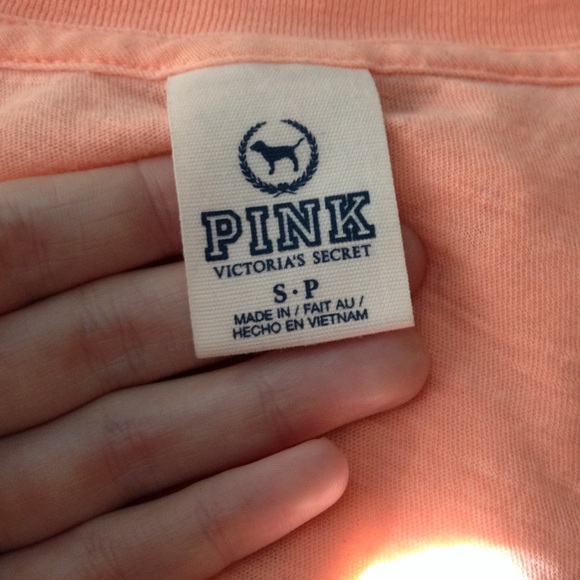 PINK
VICTORIA'S SECRET
S·P
MADE IN / FAIT AU /
HECHO EN VIETNAM